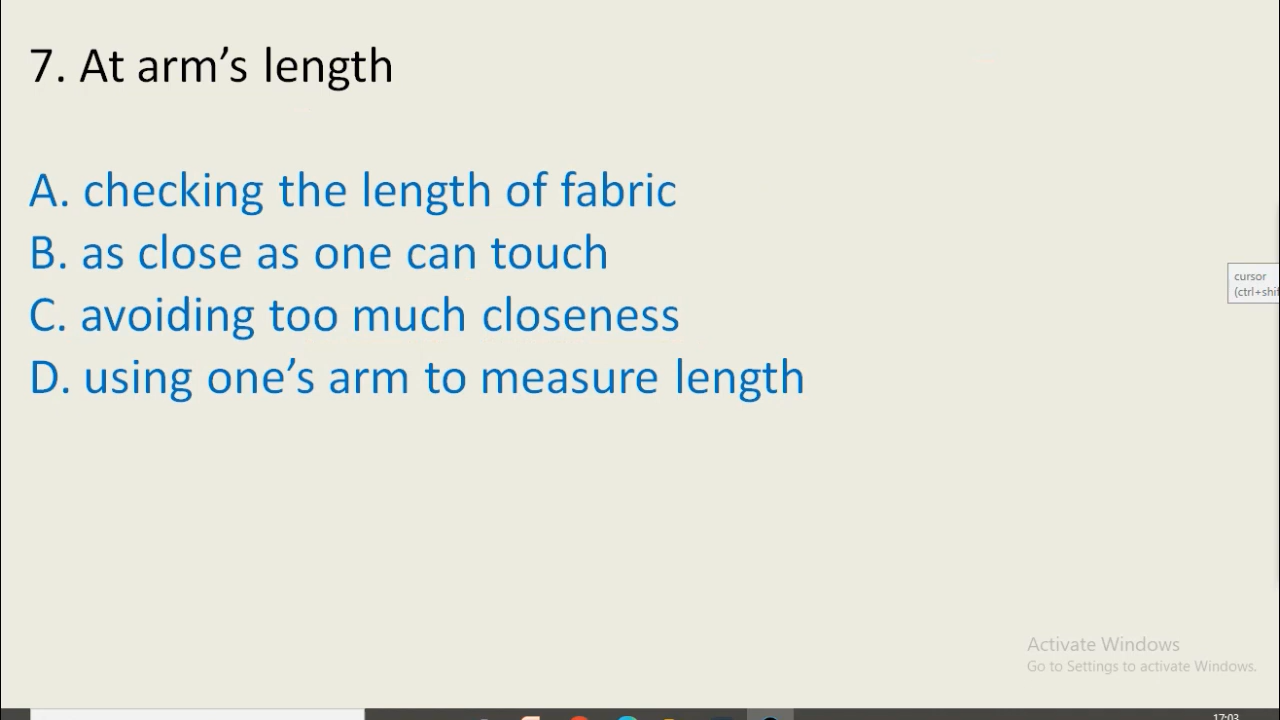 7. At arm’s length
A. checking the length of fabric
B. as close as one can touch
C. avoiding too much closeness
D. using one’s arm to measure length
cursor
(ctrl+shif
Activate Windows
Go to Settings to activate Windows.
17:03